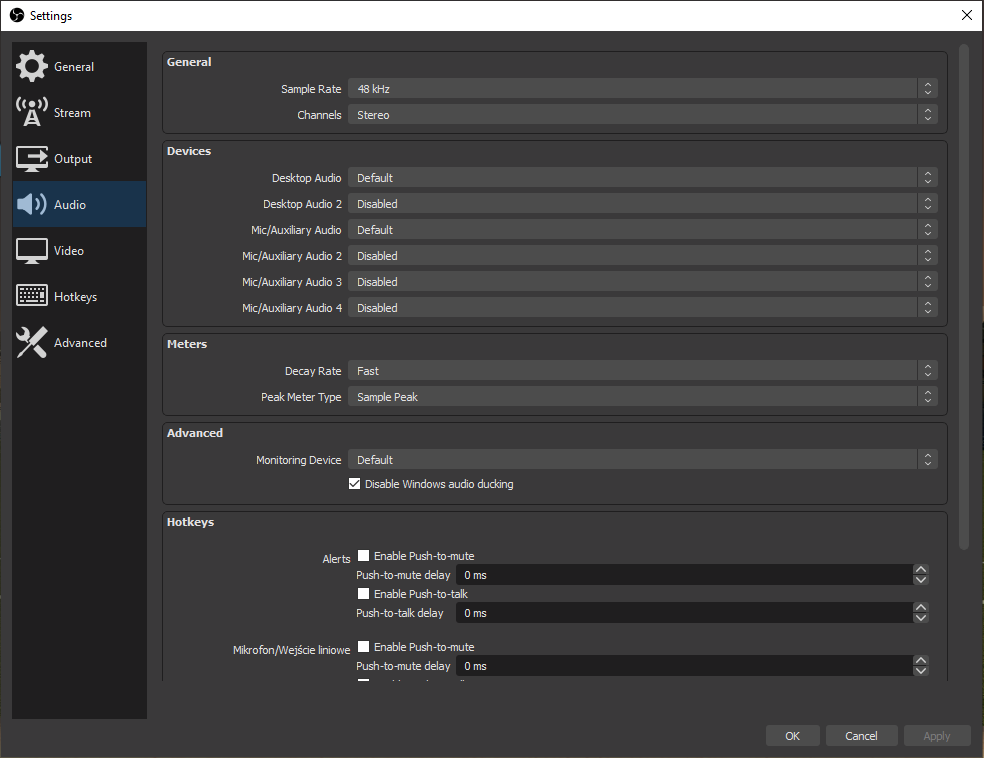 Settings
General
Stream
Output
Audio
Video
Hotkeys
Advanced
General
Sample Rate 48 kHz
Channels Stereo
Devices
Desktop Audio Default
Desktop Audio 2 Disabled
Mic/Auxiliary Audio Default
Mic/Auxiliary Audio 2 Disabled
Mic/Auxiliary Audio 3 Disabled
Mic/Auxiliary Audio 4 Disabled
Meters
Decay Rate Fast
Peak Meter Type Sample Peak
Advanced
Monitoring Device Default
Disable Windows audio ducking
Hotkeys
Alerts Enable Push-to-mute
Push-to-mute delay 0 ms
Enable Push-to-talk
Push-to-talk delay 0 ms
Mikrofon/Wejście liniowe Enable Push-to-mute
Push-to-mute delay 0 ms
OK Cancel Apply